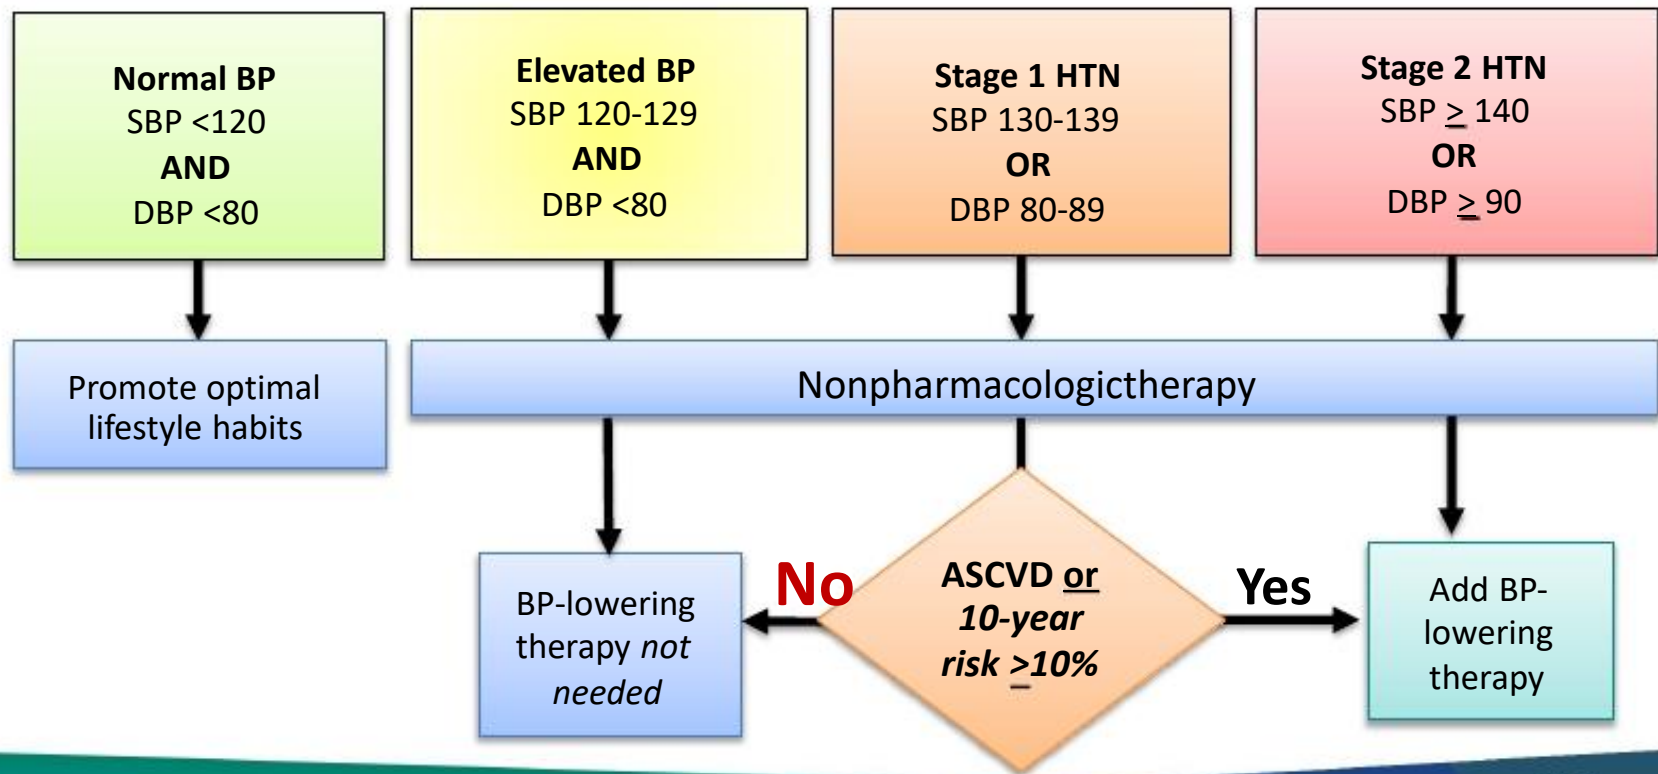 Normal BP
SBP <120
AND
DBP <80
Elevated BP
SBP 120-129
AND
DBP <80
Stage 1 HTN
SBP 130-139
OR
DBP 80-89
Stage 2 HTN
SBP ≥ 140
OR
DBP ≥ 90
Promote optimal
lifestyle habits
Nonpharmacologictherapy
BP-lowering
therapy not
needed
No
ASCVD or
10-year
risk ≥10%
Yes
Add BP-
lowering
therapy